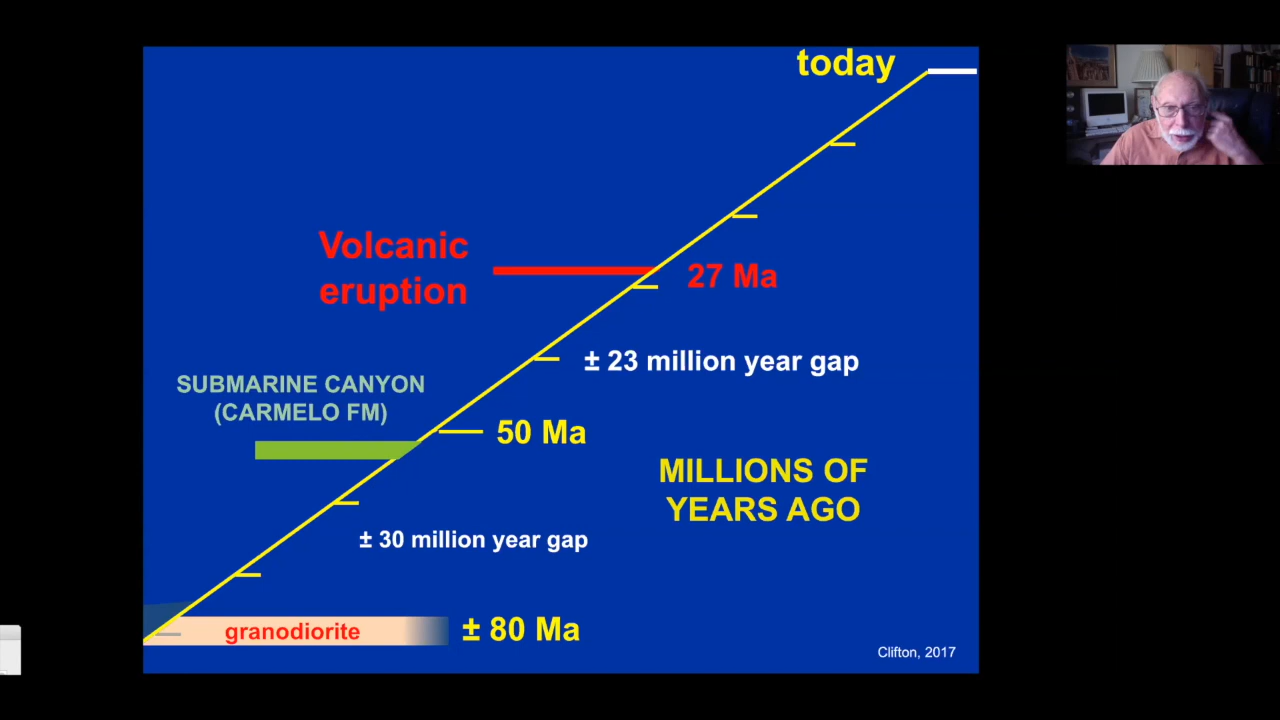 today
Volcanic
eruption
27 Ma
± 23 million year gap
SUBMARINE CANYON
(CARMELO FM)
50 Ma
MILLIONS OF
YEARS AGO
± 30 million year gap
granodiorite
± 80 Ma
Clifton, 2017